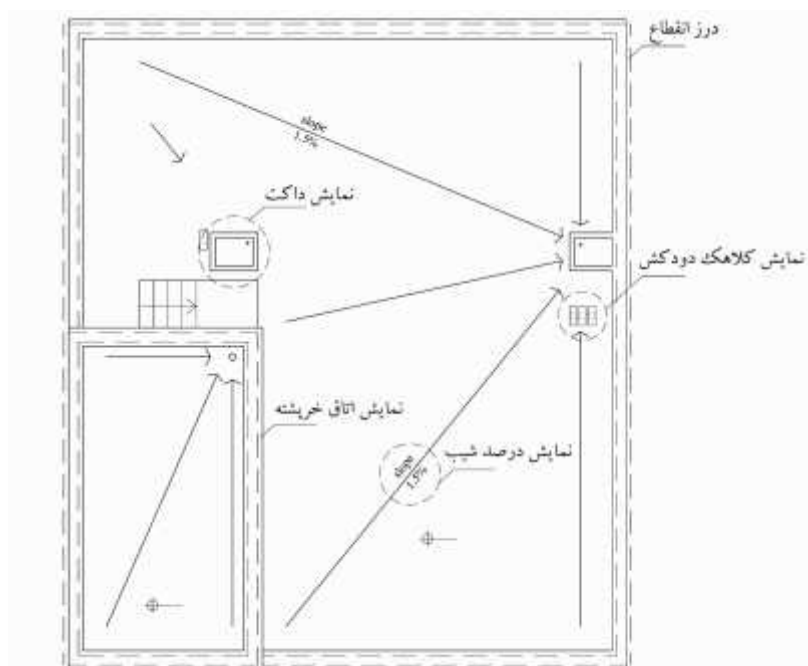 درز انقطاع
slope
1.5%
نمایش داکت
نمایش کلاهک دودکش
نمایش اتاق خرپشته
نمایش درصد شیب
slope
1.5%